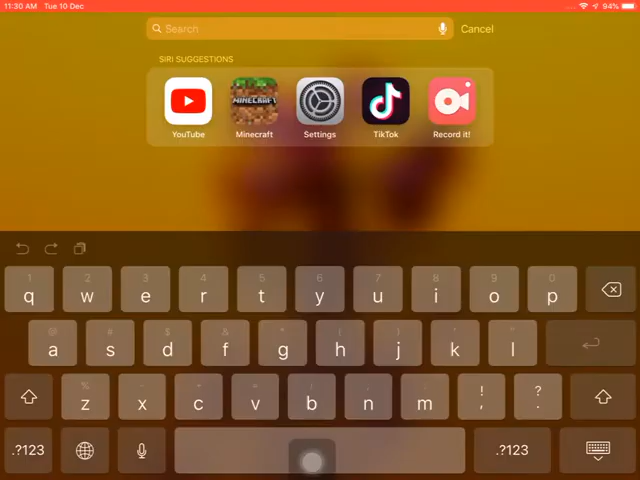 11:30 AM Tue 10 Dec 94%
Search Cancel
SIRI SUGGESTIONS
MINECRAFT
YouTube Minecraft Settings TikTok Record it!
1 2 3 4 5 6 7 8 9 0
q w e r t y u i o p
@ # $ & * ( ) ' "
a s d f g h j k l
% - + = / ; : ! ?
z x c v b n m , .
.?123 .?123